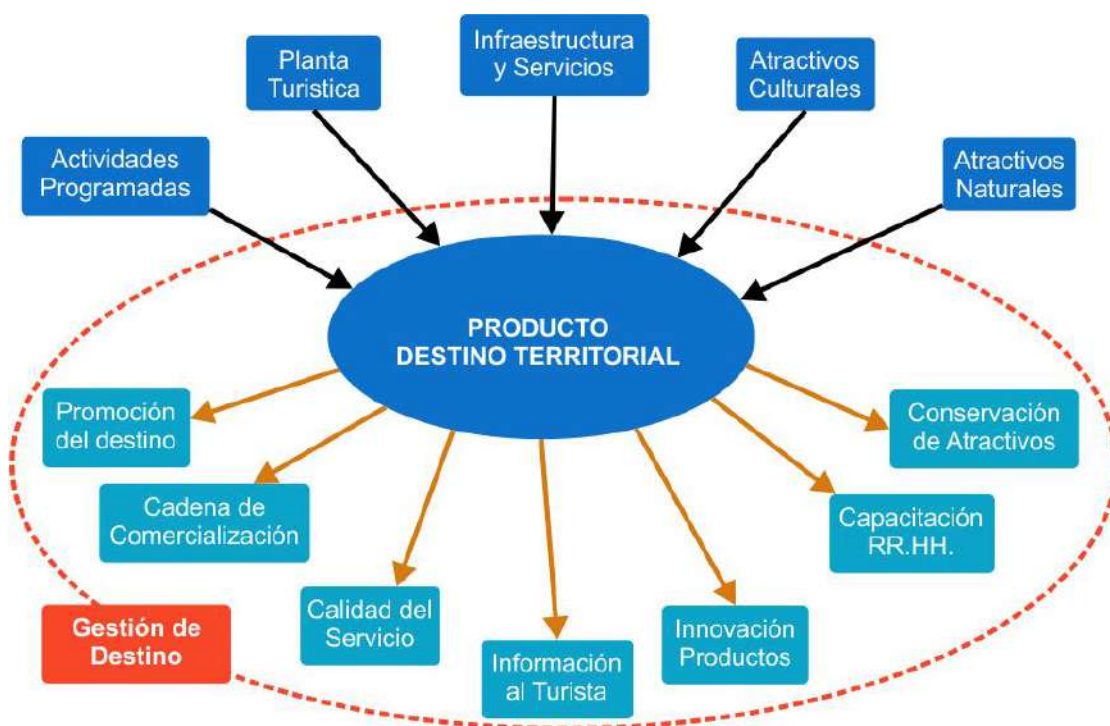 Infraestructura
y Servicios
Planta
Turistica
Atractivos
Culturales
Actividades
Programadas
Atractivos
Naturales
PRODUCTO
DESTINO TERRITORIAL
Promoción
del destino
Conservación
de Atractivos
Cadena de
Comercialización
Capacitación
RR.HH.
Calidad del
Servicio
Innovación
Productos
Gestión de
Destino
Información
al Turista